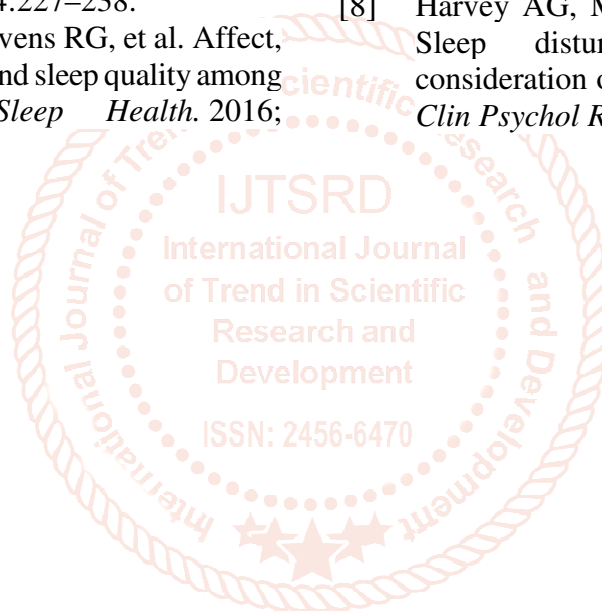 4.227–238.
vens RG, et al. Affect,
nd sleep quality among
Sleep Health. 2016;
[8] Harvey AG, M
Sleep distur
consideration o
Clin Psychol R
International Journal of Trend in Scientific Research and Development
IJTSRD
International Journal
of Trend in Scientific
Research and
Development
ISSN: 2456-6470